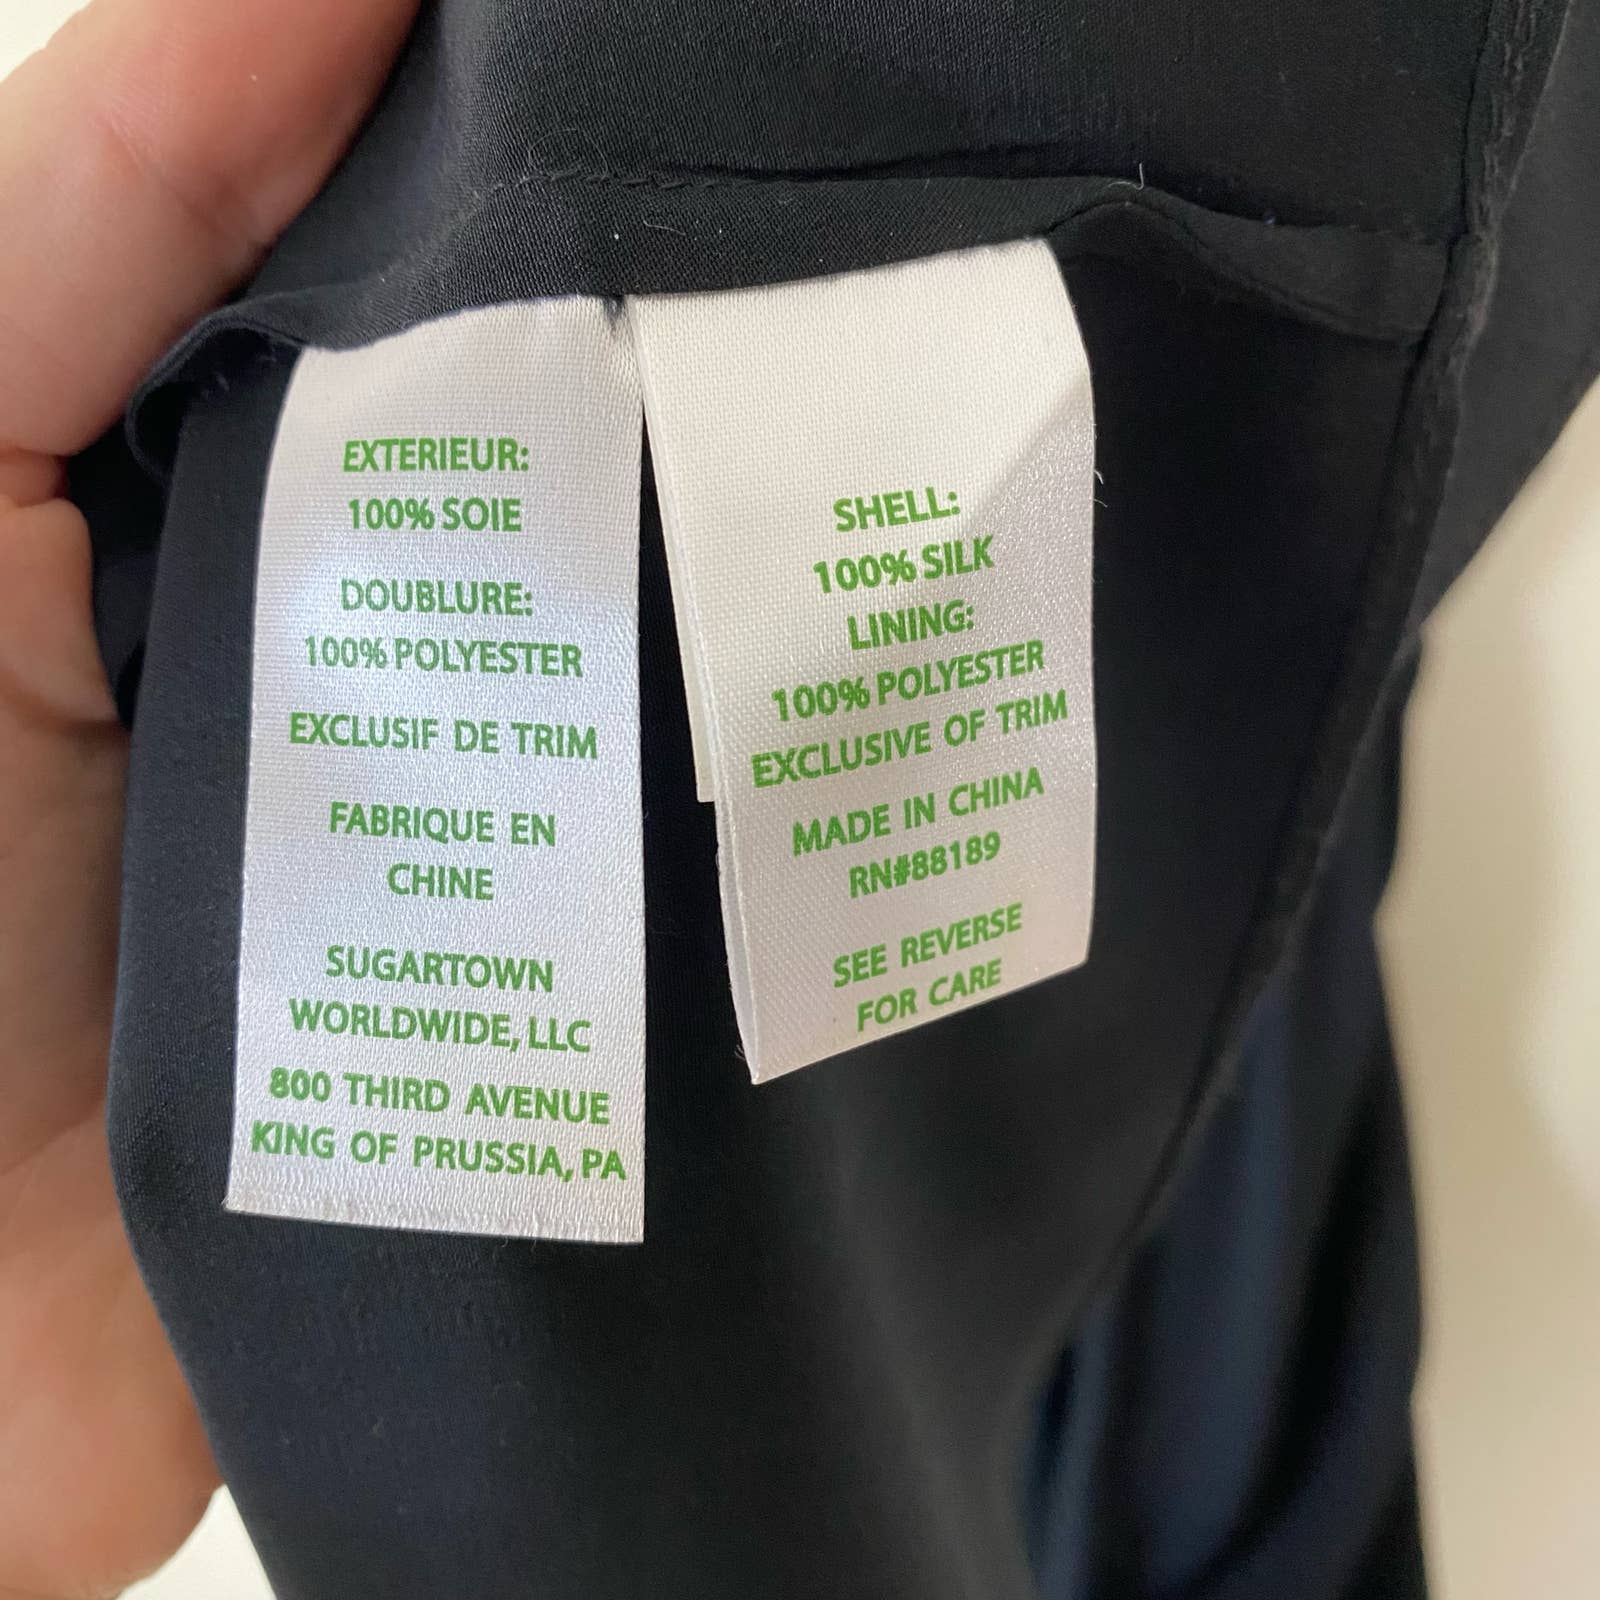 EXTERIEUR:
100% SOIE
DOUBLURE:
100% POLYESTER
EXCLUSIF DE TRIM
FABRIQUE EN
CHINE
SUGARTOWN
WORLDWIDE, LLC
800 THIRD AVENUE
KING OF PRUSSIA, PA
SHELL:
100% SILK
LINING:
100% POLYESTER
EXCLUSIVE OF TRIM
MADE IN CHINA
RN#88189
SEE REVERSE
FOR CARE